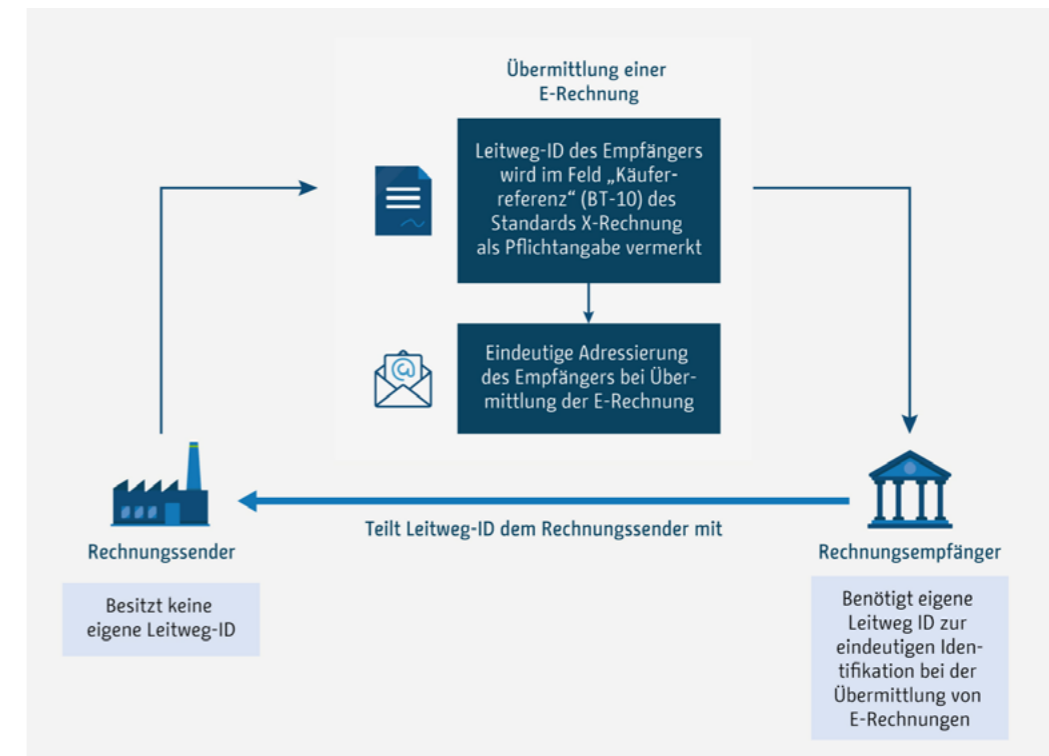 Übermittlung einer
E-Rechnung
Leitweg-ID des Empfängers
wird im Feld „Käufer-
referenz“ (BT-10) des
Standards X-Rechnung
als Pflichtangabe vermerkt
Eindeutige Adressierung
des Empfängers bei Über-
mittlung der E-Rechnung
Teilt Leitweg-ID dem Rechnungssender mit
Rechnungssender
Besitzt keine
eigene Leitweg-ID
Rechnungsempfänger
Benötigt eigene
Leitweg ID zur
eindeutigen Iden-
tifikation bei der
Übermittlung von
E-Rechnungen